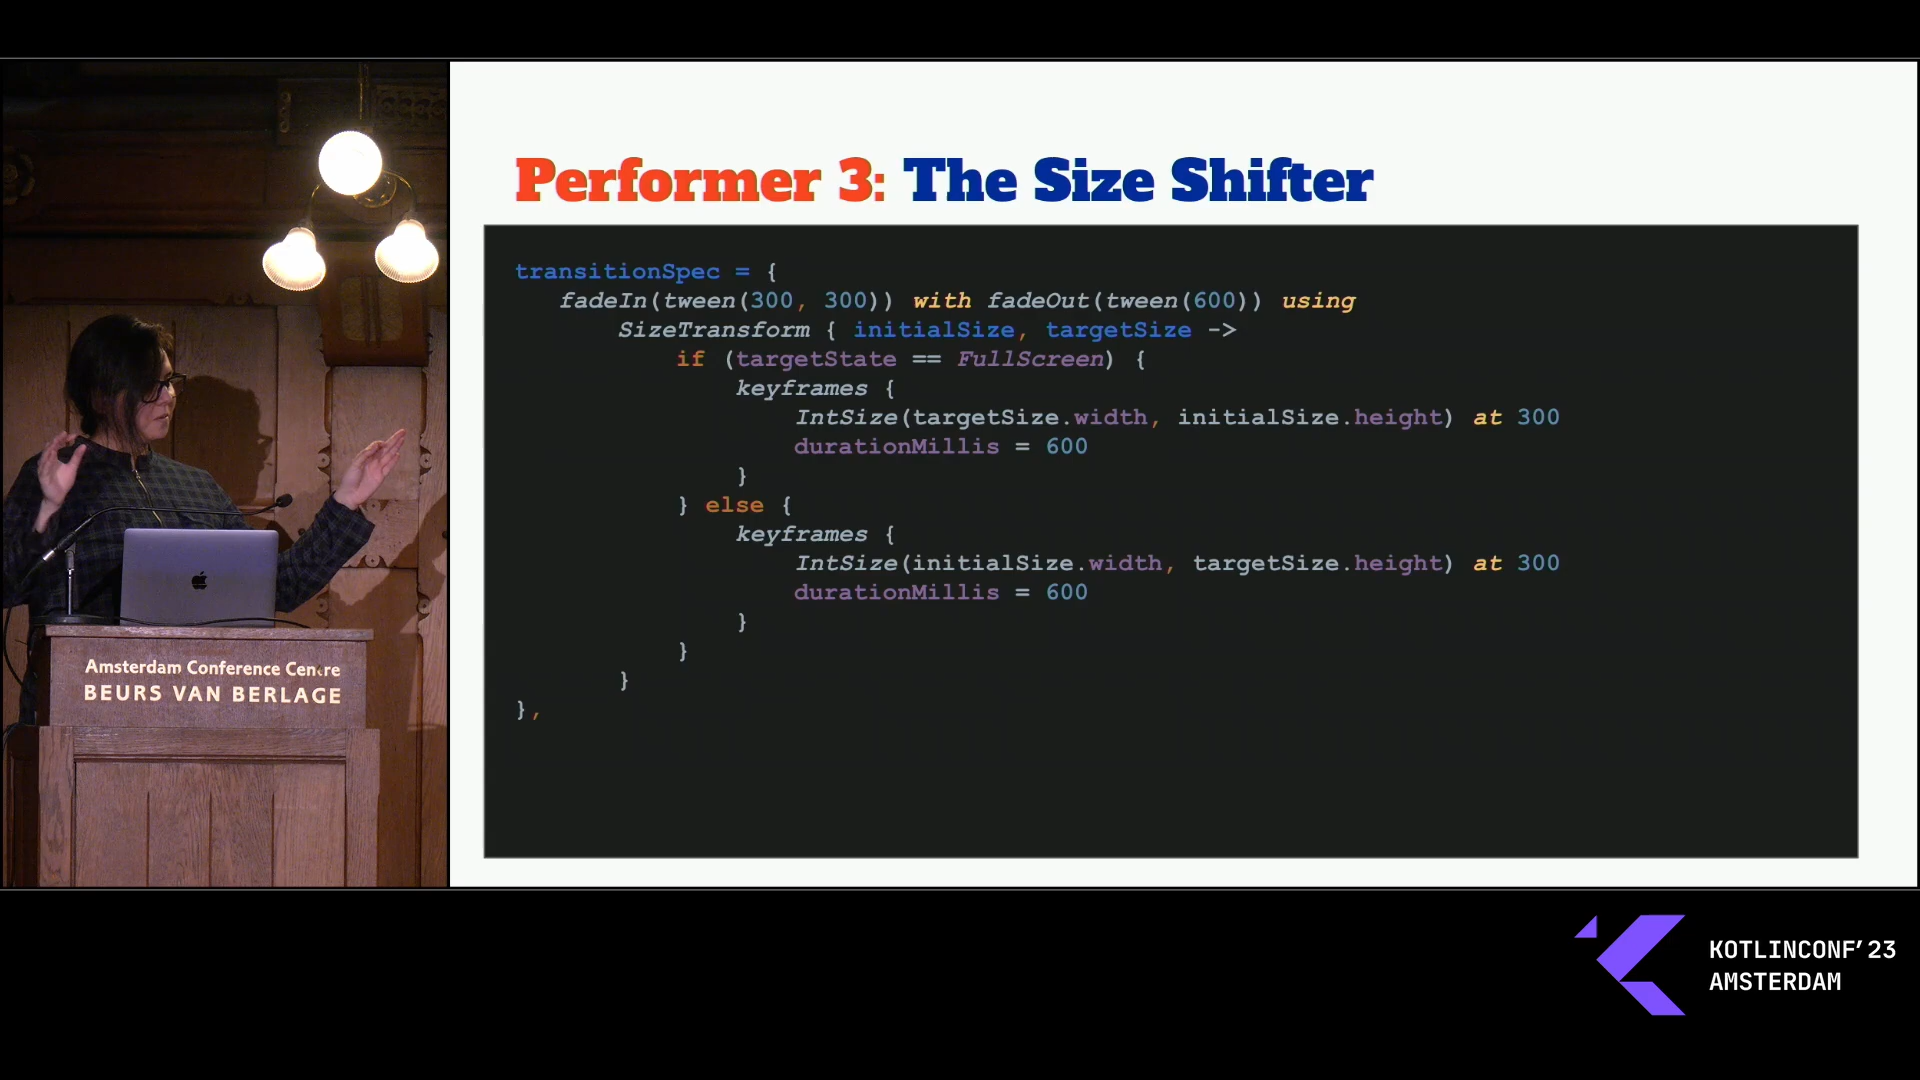 Performer 3: The Size Shifter
transitionSpec = {
fadeIn(tween(300, 300)) with fadeOut(tween(600)) using
SizeTransform { initialSize, targetSize ->
if (targetState == FullScreen) {
keyframes {
IntSize(targetSize.width, initialSize.height) at 300
durationMillis = 600
}
} else {
keyframes {
IntSize(initialSize.width, targetSize.height) at 300
durationMillis = 600
}
}
}
},
Amsterdam Conference Centre
BEURS VAN BERLAGE
KOTLINCONF'23
AMSTERDAM